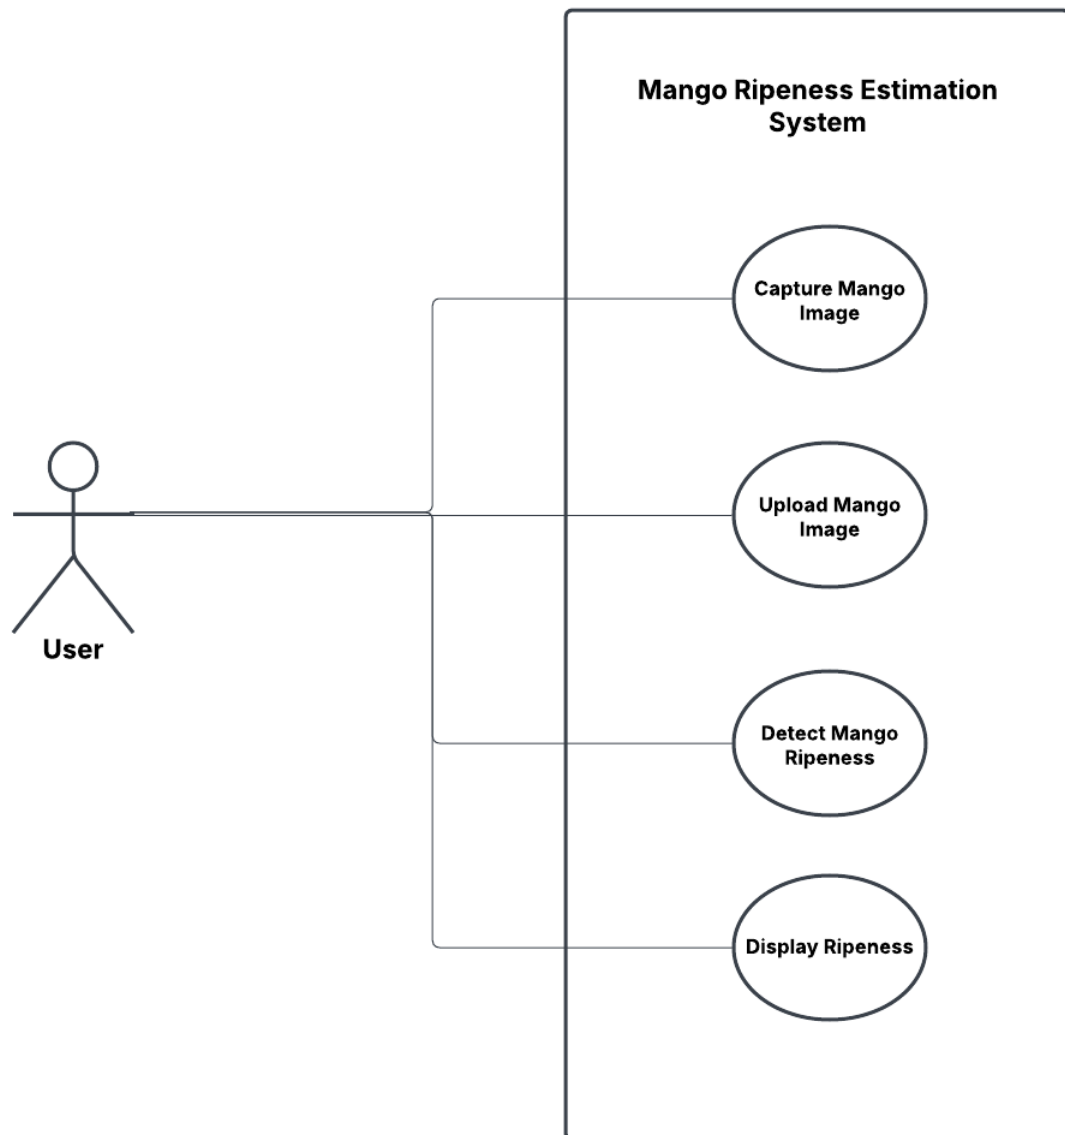 Mango Ripeness Estimation
System
Capture Mango
Image
Upload Mango
Image
User
Detect Mango
Ripeness
Display Ripeness